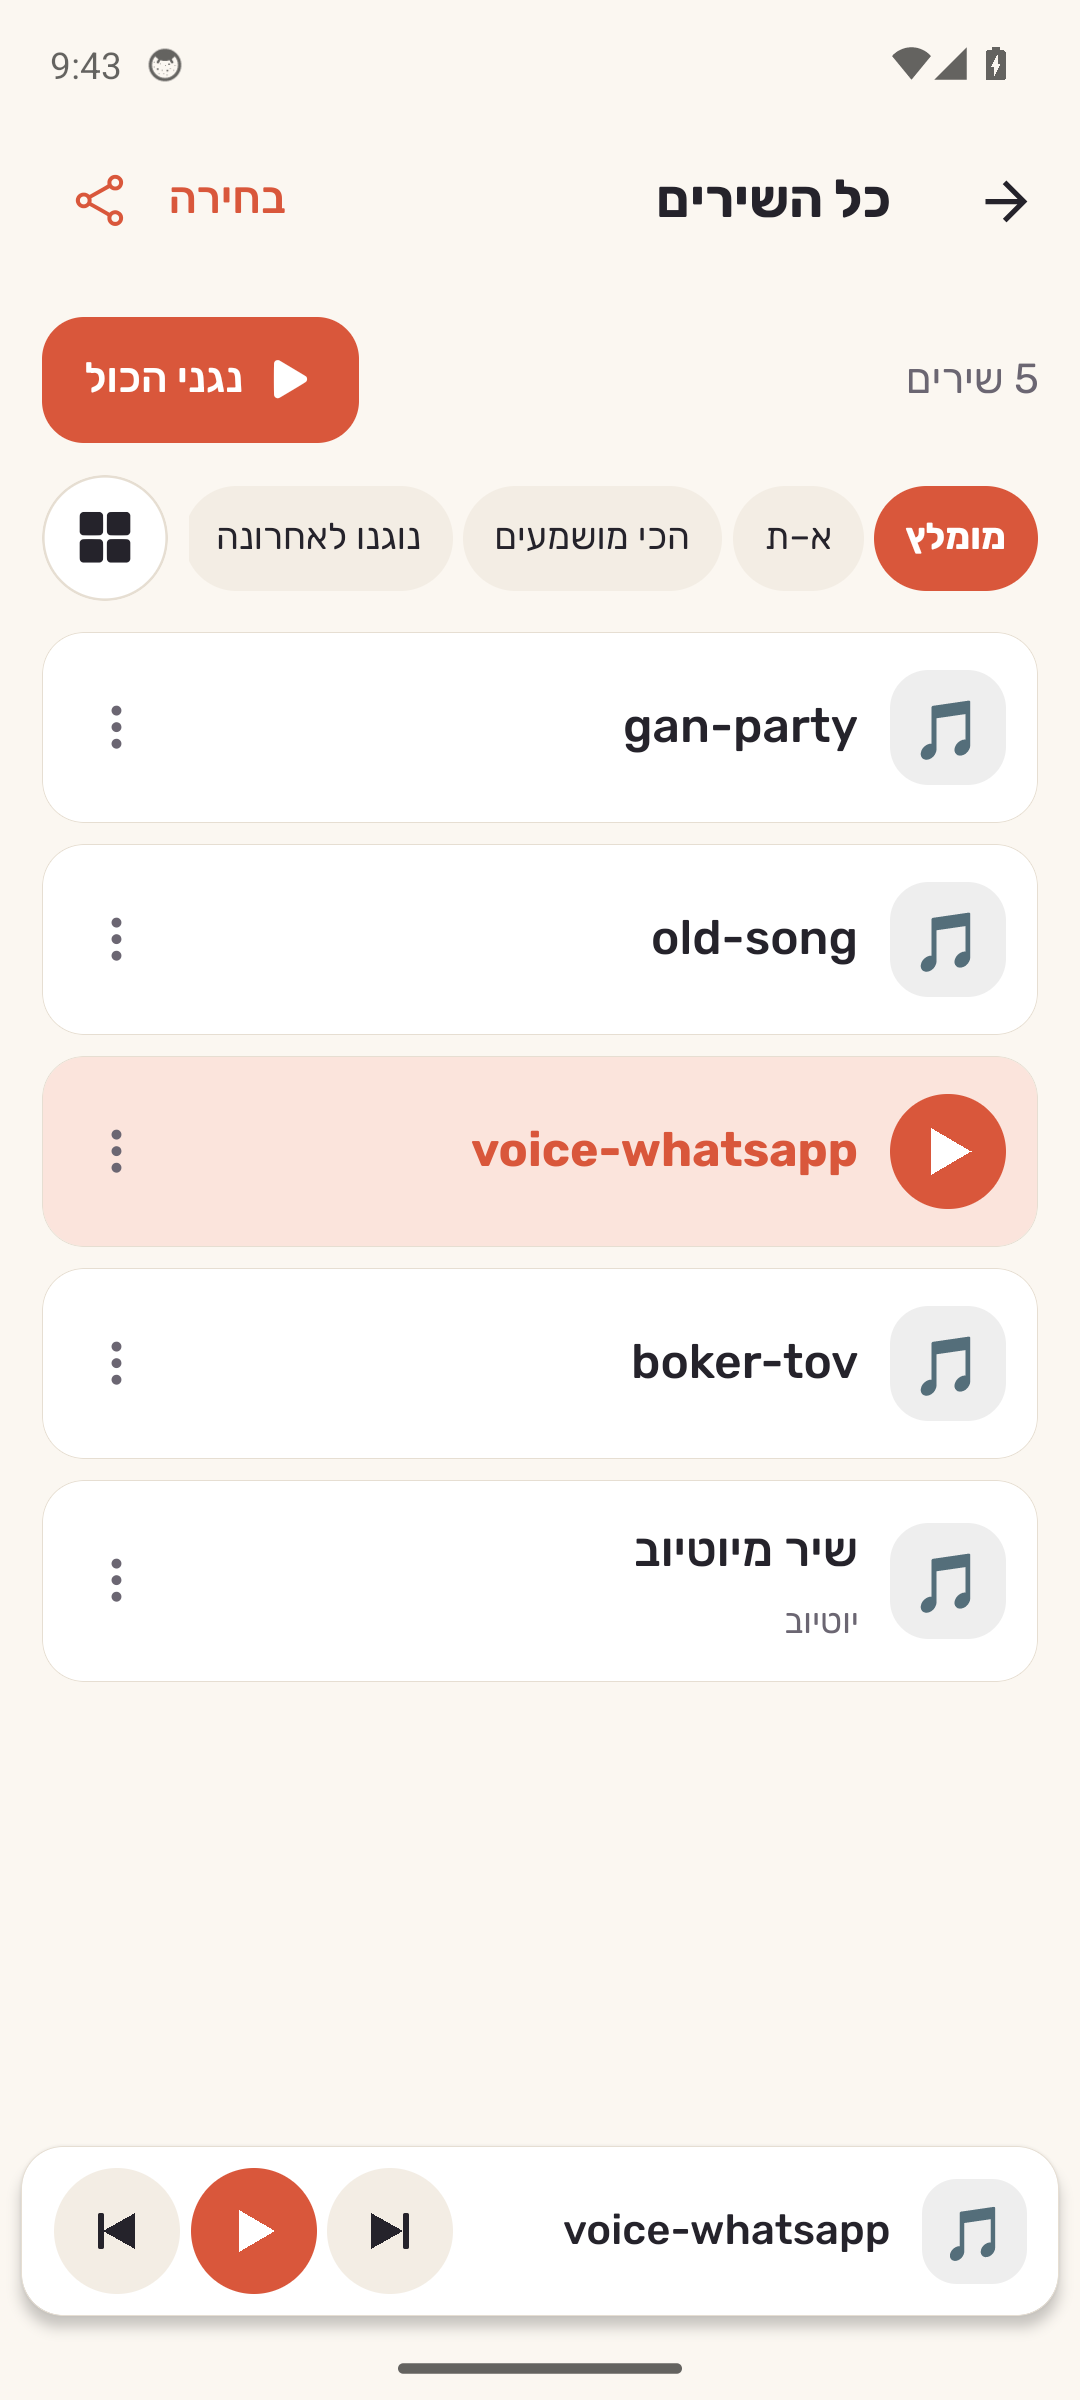 9:43
כל השירים
בחירה
5 שירים
נגני הכול
מומלץ
א-ת
הכי מושמעים
נוגנו לאחרונה
gan-party
old-song
voice-whatsapp
boker-tov
שיר מיוטיוב
יוטיוב
voice-whatsapp